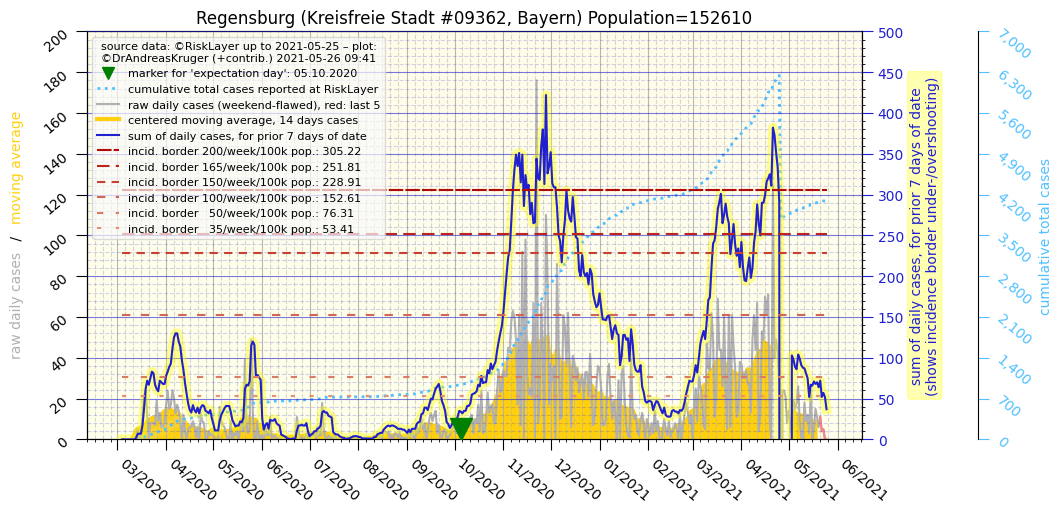 Regensburg (Kreisfreie Stadt #09362, Bayern) Population=152610
source data: ©RiskLayer up to 2021-05-25 – plot:
©DrAndreasKruger (+contrib.) 2021-05-26 09:41
marker for 'expectation day': 05.10.2020
cumulative total cases reported at RiskLayer
raw daily cases (weekend-flawed), red: last 5
centered moving average, 14 days cases
sum of daily cases, for prior 7 days of date
incid. border 200/week/100k pop.: 305.22
incid. border 165/week/100k pop.: 251.81
incid. border 150/week/100k pop.: 228.91
incid. border 100/week/100k pop.: 152.61
incid. border 50/week/100k pop.: 76.31
incid. border 35/week/100k pop.: 53.41
raw daily cases / moving average
200
180
160
140
120
100
80
60
40
20
0
03/2020
04/2020
05/2020
06/2020
07/2020
08/2020
09/2020
10/2020
11/2020
12/2020
01/2021
02/2021
03/2021
04/2021
05/2021
06/2021
500
450
400
350
300
250
200
150
100
50
0
sum of daily cases, for prior 7 days of date
(shows incidence border under-/overshooting)
7,000
6,300
5,600
4,900
4,200
3,500
2,800
2,100
1,400
700
0
cumulative total cases